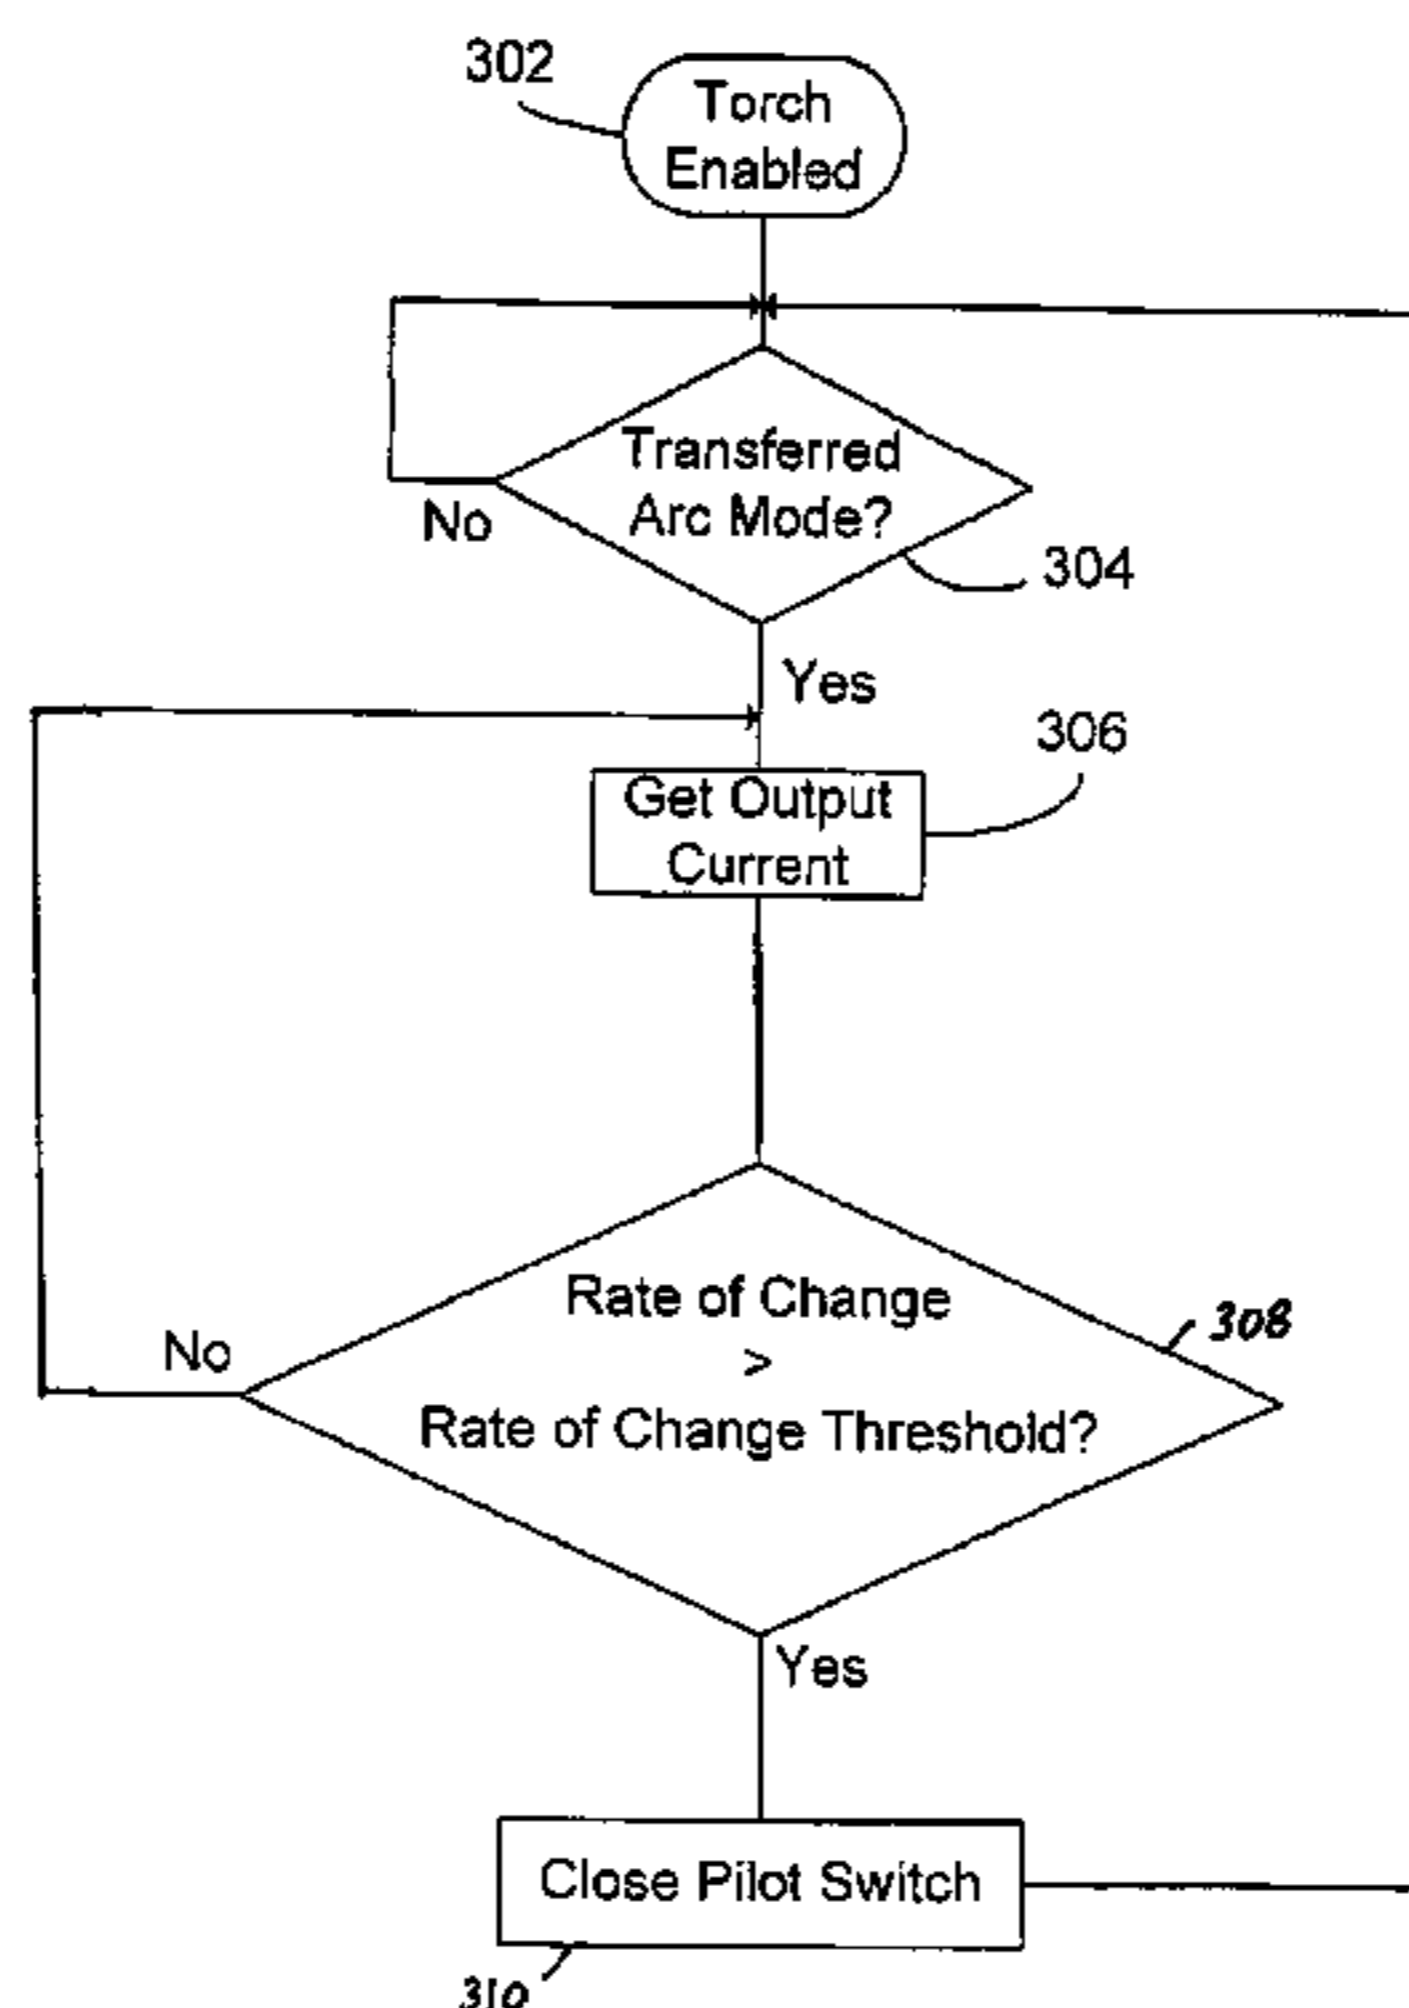 302
Torch
Enabled
Transferred
Arc Mode?
No
304
Yes
306
Get Output
Current
Rate of Change
>
Rate of Change Threshold?
308
No
Yes
Close Pilot Switch
310